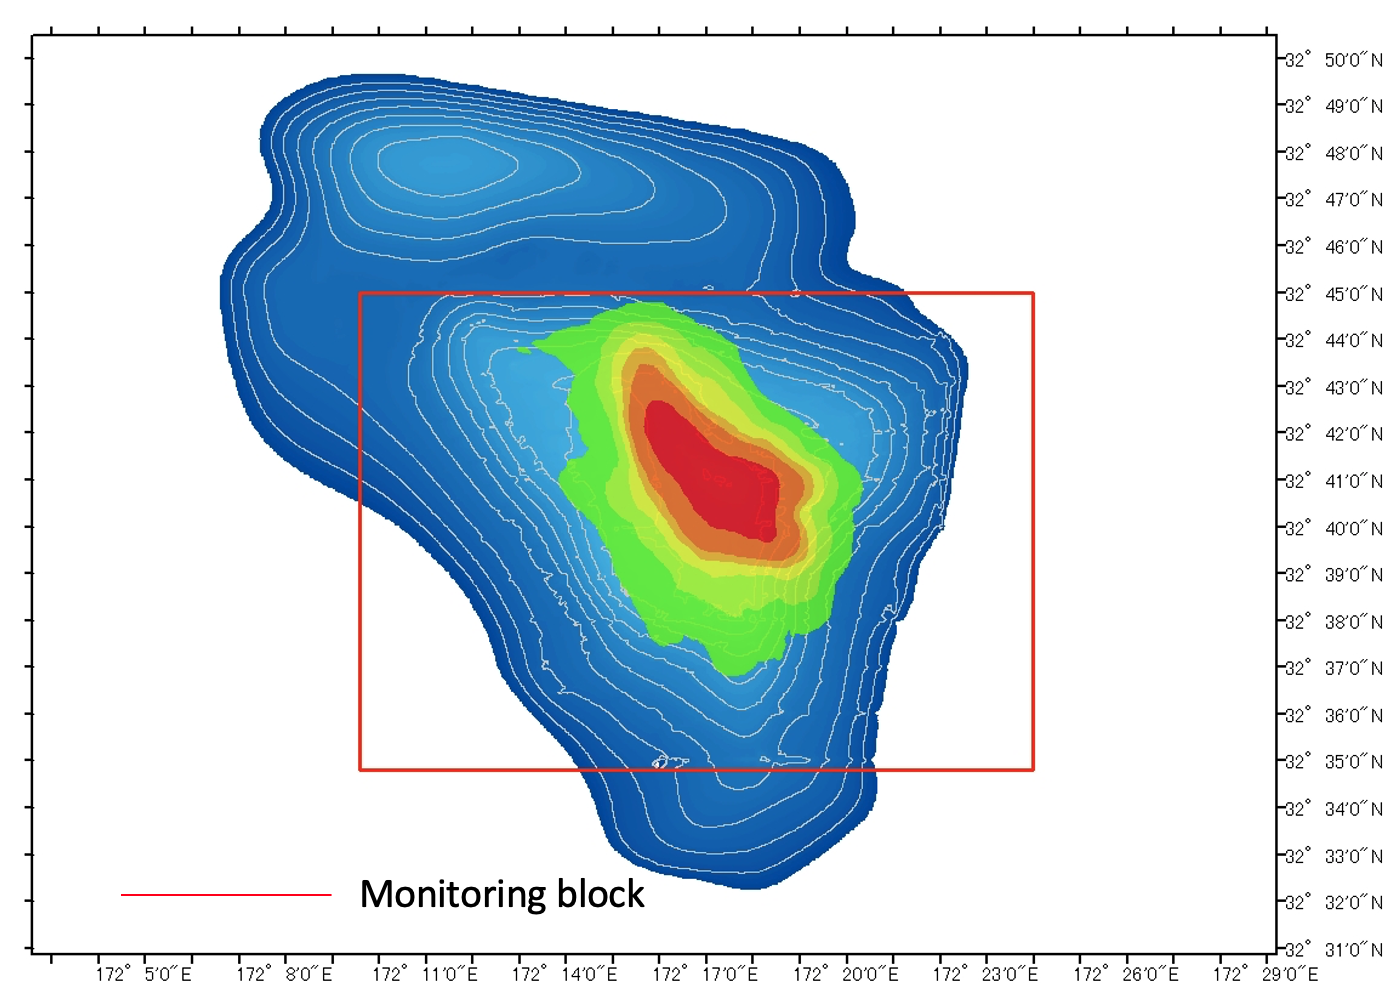 32° 50'0"N
32° 49'0"N
32° 48'0"N
32° 47'0"N
32° 46'0"N
32° 45'0"N
32° 44'0"N
32° 43'0"N
32° 42'0"N
32° 41'0"N
32° 40'0"N
32° 39'0"N
32° 38'0"N
32° 37'0"N
32° 36'0"N
32° 35'0"N
32° 34'0"N
32° 33'0"N
Monitoring block
32° 32'0"N
32° 31'0"N
172° 5'0"E 172° 8'0"E 172° 11'0"E 172° 14'0"E 172° 17'0"E 172° 20'0"E 172° 23'0"E 172° 26'0"E 172° 29'0"E